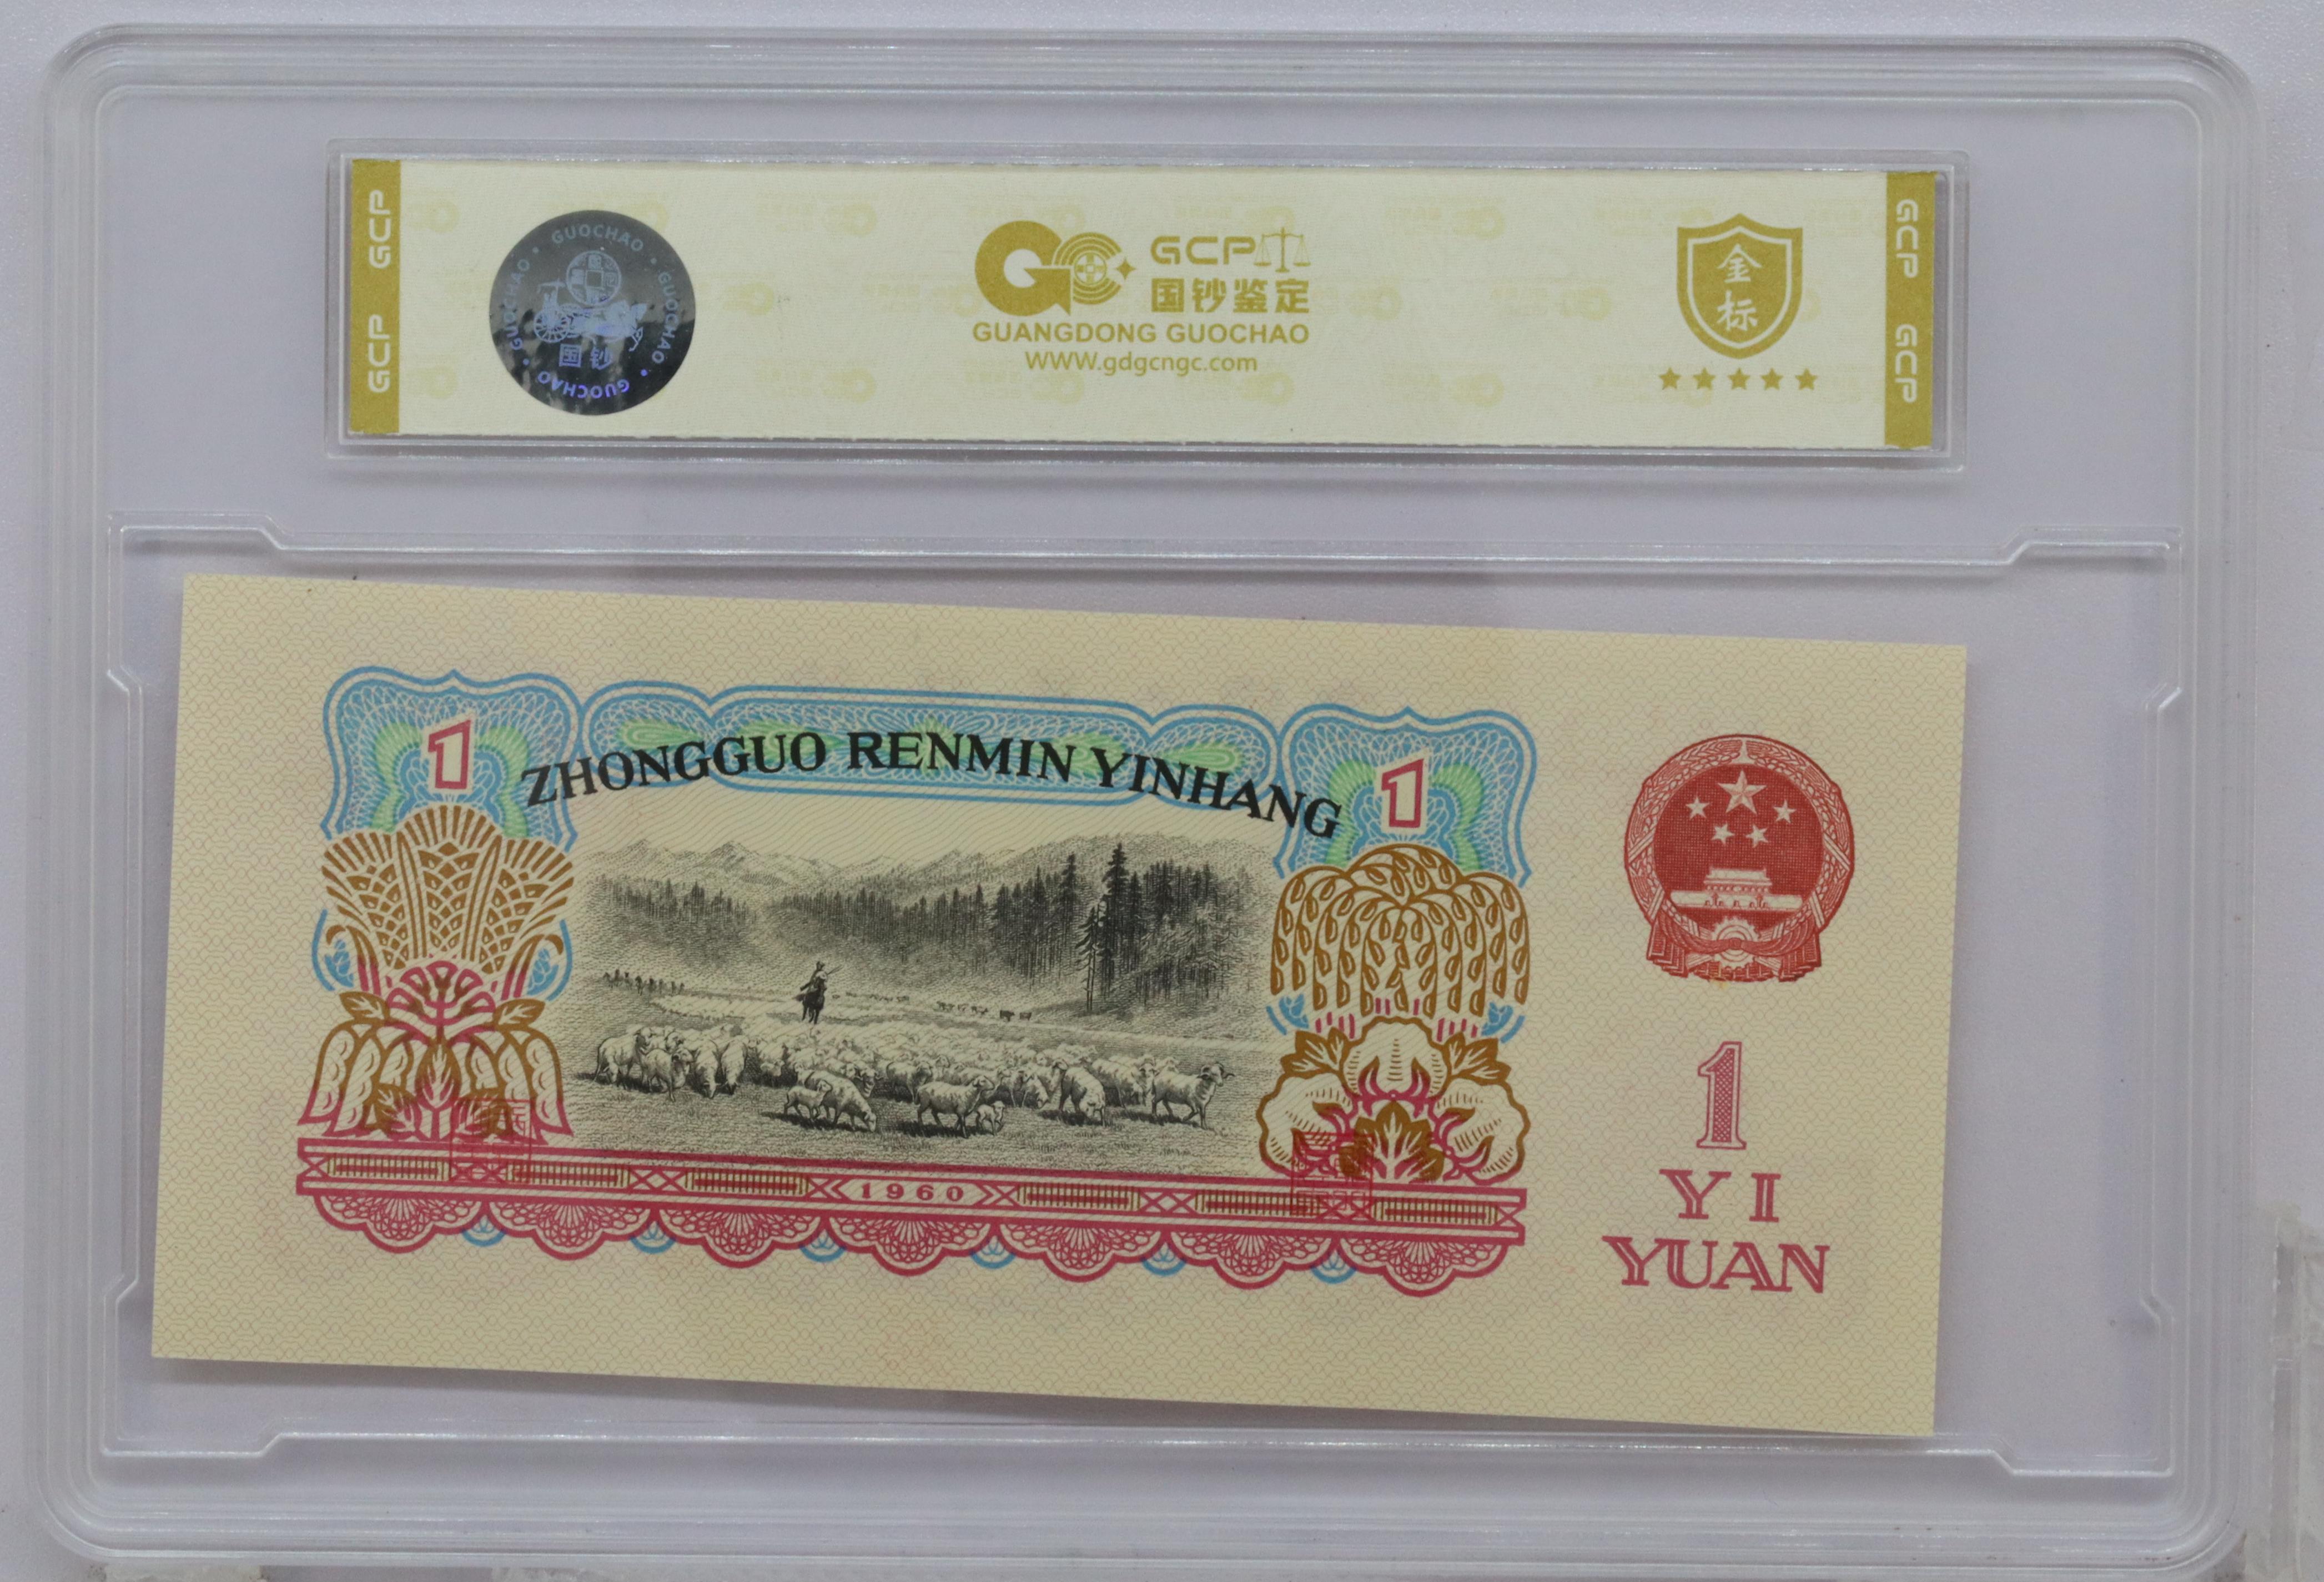 GCP GCP
GUOCHAO • GUOCHAO • GUOCHAO • GUOCHAO •
国钞
GCP
国钞鉴定
GUANGDONG GUOCHAO
WWW.gdgcngc.com
金
标
GCP GCP
1
ZHONGGUO RENMIN YINHANG
1
1960
1
YI
YUAN